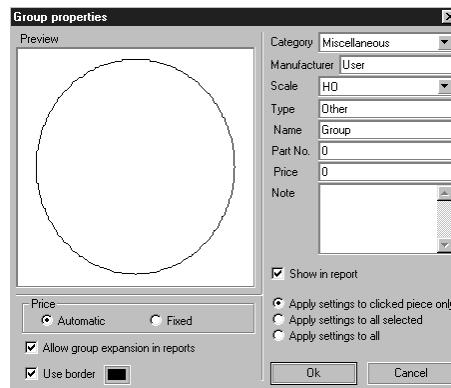 Group properties
Preview
Category Miscellaneous
Manufacturer User
Scale HO
Type Other
Name Group
Part No. 0
Price 0
Note
Show in report
Price
Automatic Fixed
Apply settings to clicked piece only
Apply settings to all selected
Apply settings to all
Allow group expansion in reports
Use border
Ok Cancel